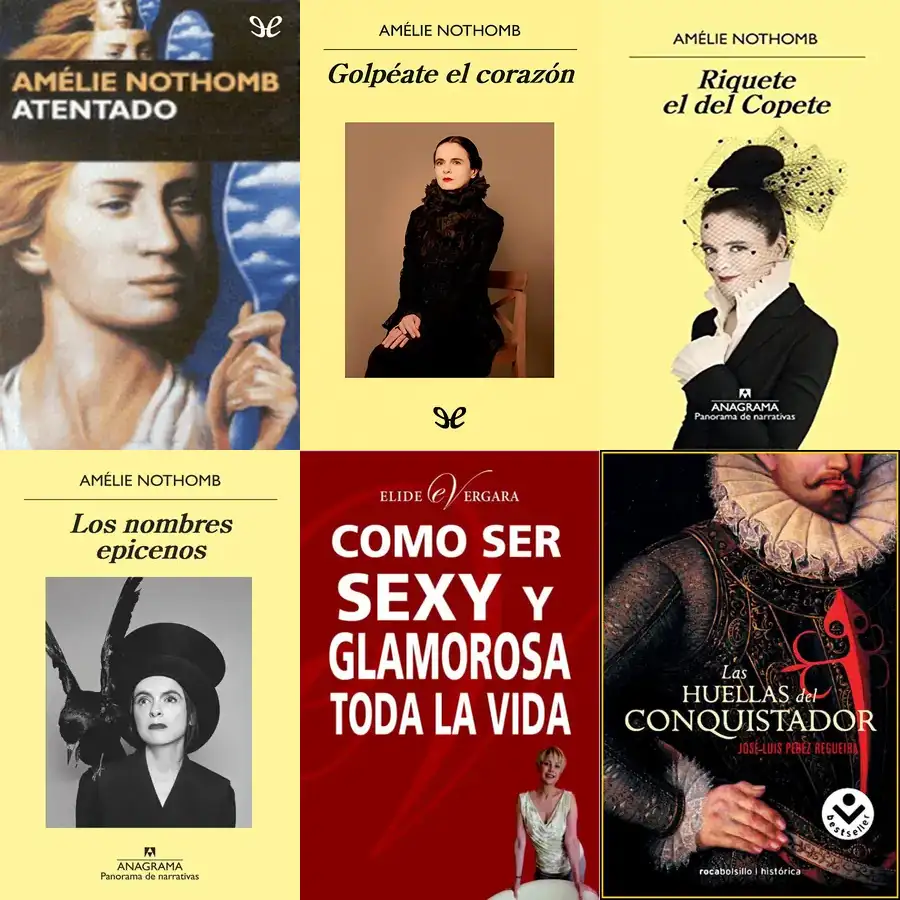 AMÉLIE NOTHOMB
ATENTADO
AMÉLIE NOTHOMB
Golpéate el corazón
AMÉLIE NOTHOMB
Riquete
el del Copete
ANAGRAMA
Panorama de narrativas
AMÉLIE NOTHOMB
Los nombres
epicenos
ANAGRAMA
Panorama de narrativas
ELIDE VERGARA
COMO SER
SEXY Y
GLAMOROSA
TODA LA VIDA
Las
HUELLAS del
CONQUISTADOR
JOSÉ-LUIS PÉREZ REGUEIRA
bestseller
rocabolsillo I histórica